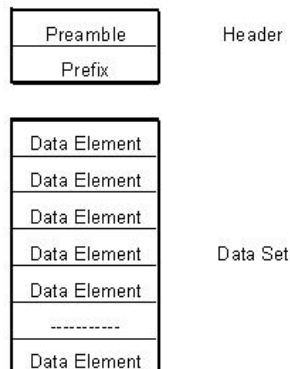 Preamble Header
Prefix
Data Element
Data Element
Data Element
Data Element Data Set
Data Element
-----------
Data Element